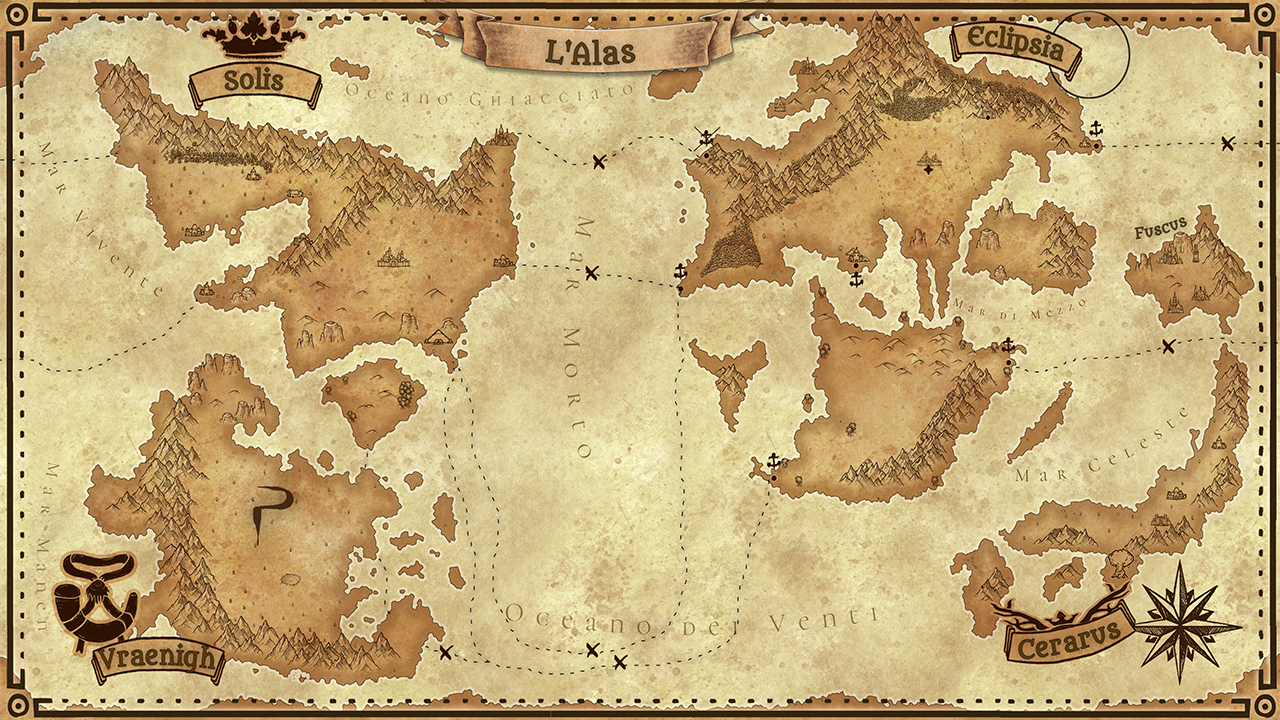 L'Alas
Eclipsia
Solis
Oceano Ghiacciato
Mar Vivente
Fuscus
Mar Morto
Mar di Mezzo
Mar Celeste
Mar Manen
Oceano Dei Venti
Cerarus
Vraenigh